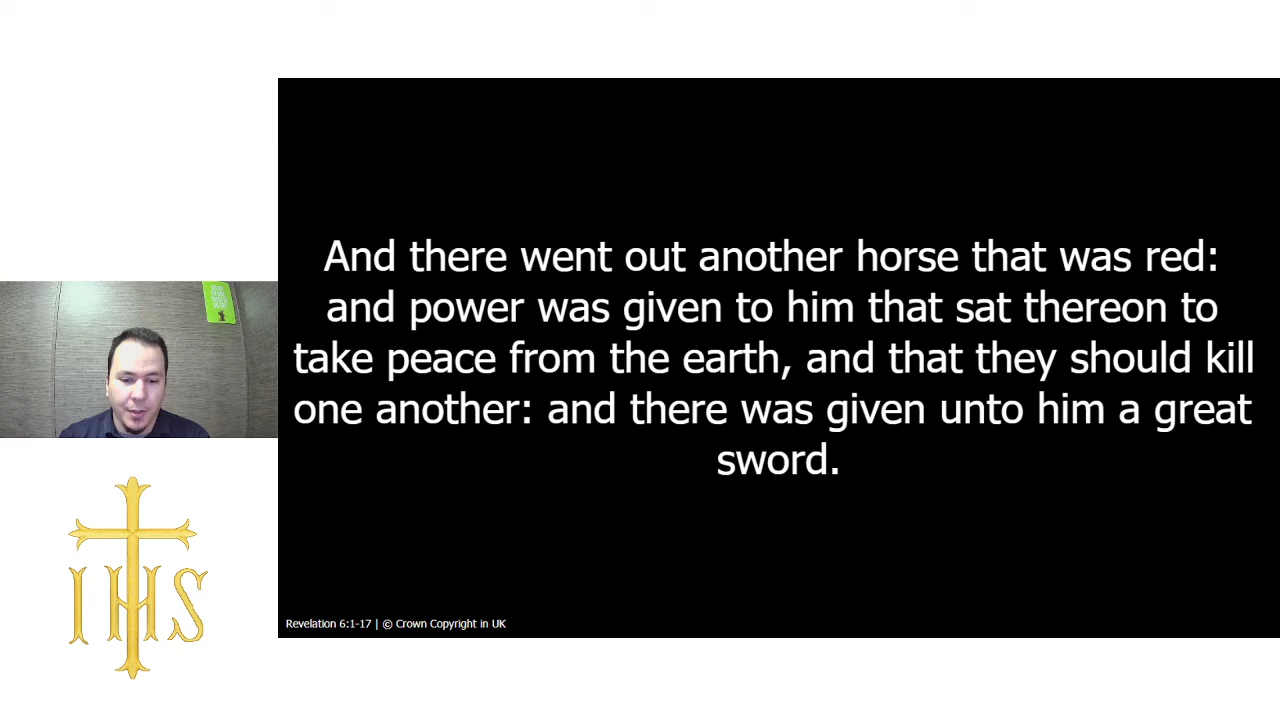 And there went out another horse that was red:
and power was given to him that sat thereon to
take peace from the earth, and that they should kill
one another: and there was given unto him a great
sword.
Revelation 6:1-17 | © Crown Copyright in UK
IHS